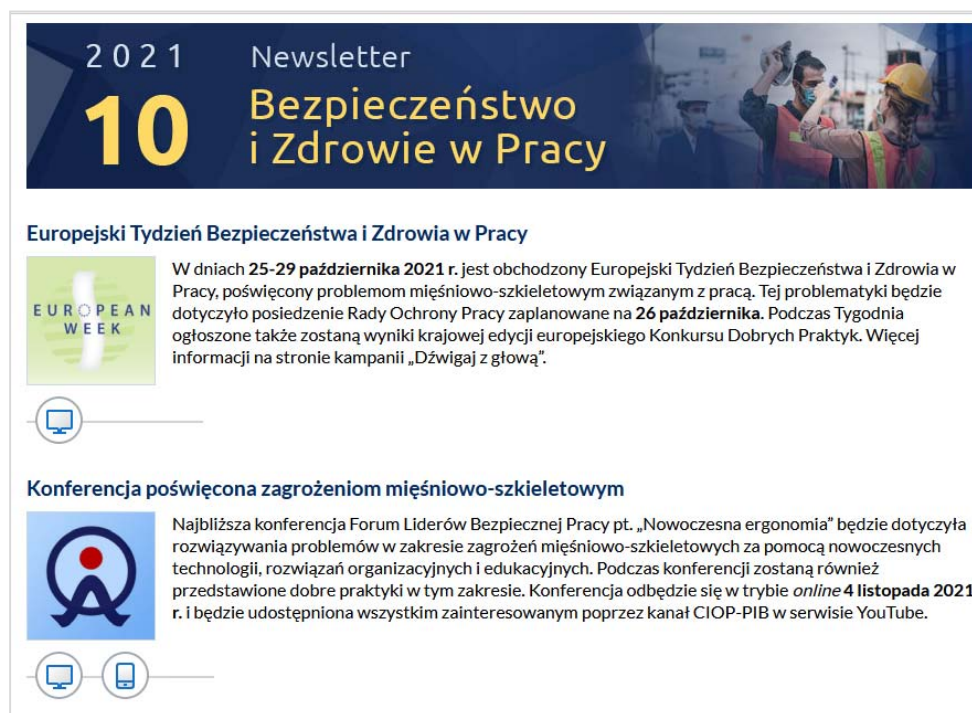 2021
Newsletter
10
Bezpieczeństwo
i Zdrowie w Pracy
Europejski Tydzień Bezpieczeństwa i Zdrowia w Pracy
EUROPEAN
WEEK
W dniach 25-29 października 2021 r. jest obchodzony Europejski Tydzień Bezpieczeństwa i Zdrowia w
Pracy, poświęcony problemom mięśniowo-szkieletowym związanym z pracą. Tej problematyki będzie
dotyczyło posiedzenie Rady Ochrony Pracy zaplanowane na 26 października. Podczas Tygodnia
ogłoszone także zostaną wyniki krajowej edycji europejskiego Konkursu Dobrych Praktyk. Więcej
informacji na stronie kampanii „Dźwigaj z głową”.
Konferencja poświęcona zagrożeniom mięśniowo-szkieletowym
Najbliższa konferencja Forum Liderów Bezpiecznej Pracy pt. „Nowoczesna ergonomia” będzie dotyczyła
rozwiązywania problemów w zakresie zagrożeń mięśniowo-szkieletowych za pomocą nowoczesnych
technologii, rozwiązań organizacyjnych i edukacyjnych. Podczas konferencji zostaną również
przedstawione dobre praktyki w tym zakresie. Konferencja odbędzie się w trybie online 4 listopada 2021
r. i będzie udostępniona wszystkim zainteresowanym poprzez kanał CIOP-PIB w serwisie YouTube.